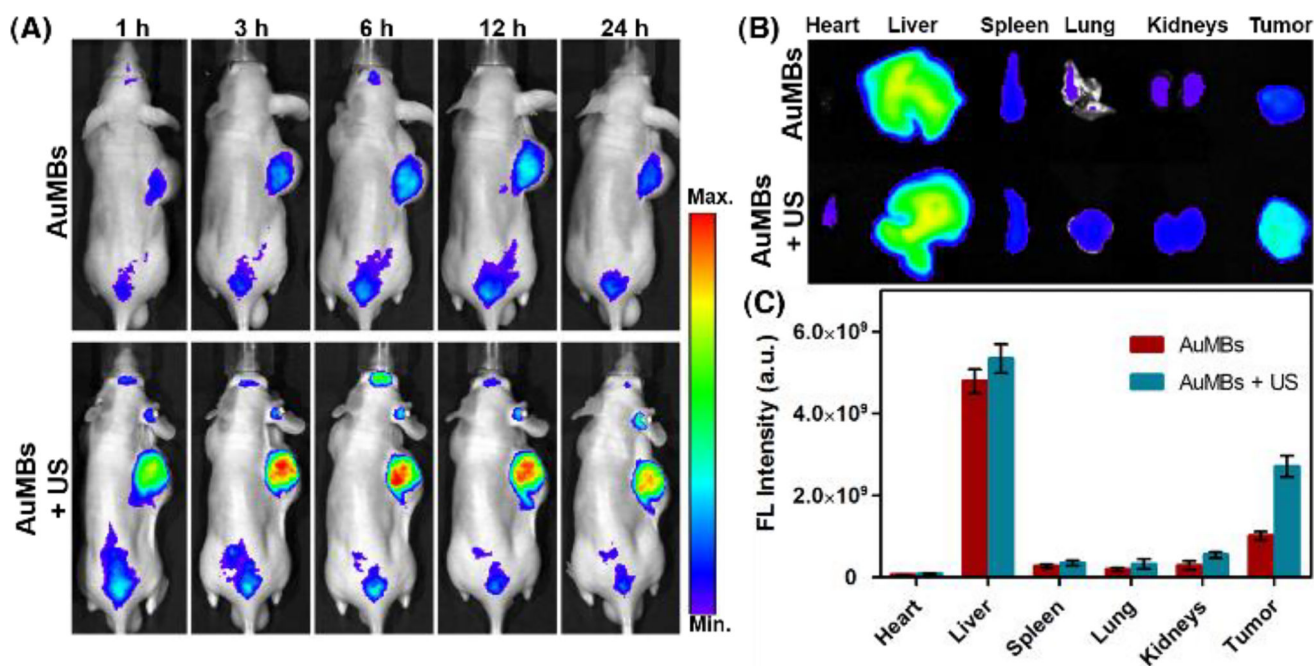 (A)
1 h 3 h 6 h 12 h 24 h
AuMBs
AuMBs
+ US
Max.
Min.
(B)
Heart Liver Spleen Lung Kidneys Tumor
AuMBs
AuMBs
+ US
(C)
FL Intensity (a.u.)
6.0×10⁹
4.0×10⁹
2.0×10⁹
0
AuMBs
AuMBs + US
Heart Liver Spleen Lung Kidneys Tumor